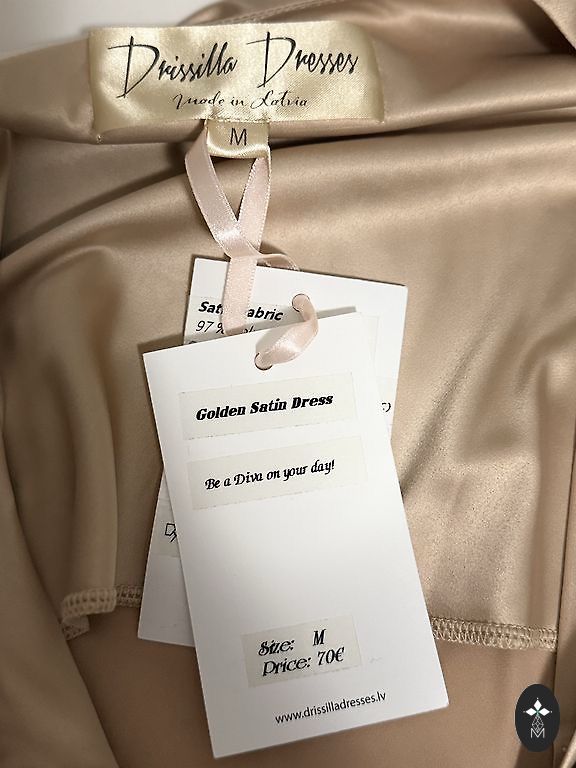 Drissilla Dresses
Made in Latvia
M
97 %
Golden Satin Dress
Be a Diva on your day!
Size: M
Price: 70€
www.drissilladresses.lv
M